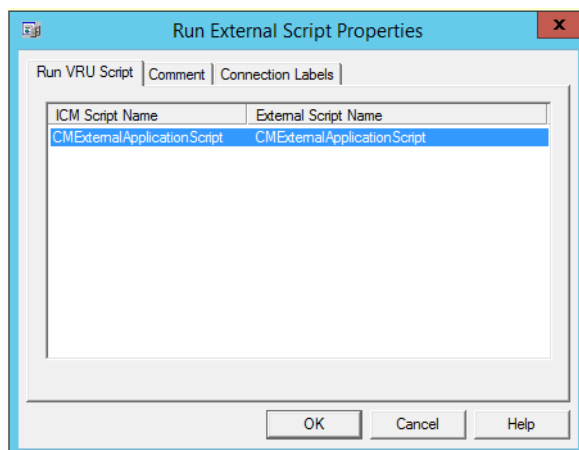 Run External Script Properties
x
Run VRU Script Comment Connection Labels
ICM Script Name External Script Name
CMExternalApplicationScript CMExternalApplicationScript
OK Cancel Help